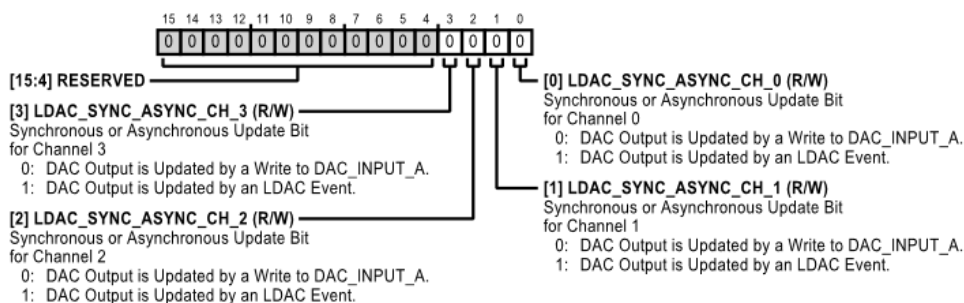 15 14 13 12 11 10 9 8 7 6 5 4 3 2 1 0
0 0 0 0 0 0 0 0 0 0 0 0 0 0 0 0
[15:4] RESERVED
[3] LDAC_SYNC_ASYNC_CH_3 (R/W)
Synchronous or Asynchronous Update Bit
for Channel 3
0: DAC Output is Updated by a Write to DAC_INPUT_A.
1: DAC Output is Updated by an LDAC Event.
[2] LDAC_SYNC_ASYNC_CH_2 (R/W)
Synchronous or Asynchronous Update Bit
for Channel 2
0: DAC Output is Updated by a Write to DAC_INPUT_A.
1: DAC Output is Updated by an LDAC Event.
[0] LDAC_SYNC_ASYNC_CH_0 (R/W)
Synchronous or Asynchronous Update Bit
for Channel 0
0: DAC Output is Updated by a Write to DAC_INPUT_A.
1: DAC Output is Updated by an LDAC Event.
[1] LDAC_SYNC_ASYNC_CH_1 (R/W)
Synchronous or Asynchronous Update Bit
for Channel 1
0: DAC Output is Updated by a Write to DAC_INPUT_A.
1: DAC Output is Updated by an LDAC Event.